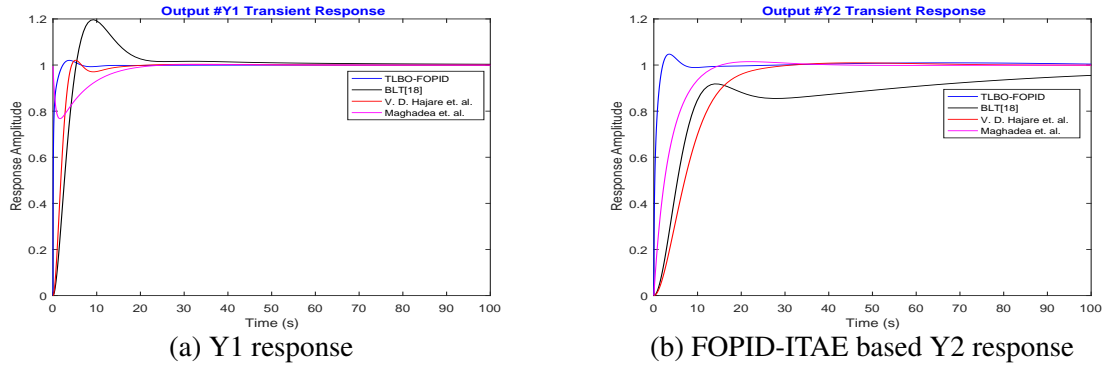 Output #Y1 Transient Response
1.2
1
0.8
0.6
0.4
0.2
0
Response Amplitude
TLBO-FOPID
BLT[18]
V. D. Hajare et. al.
Maghadea et. al.
0 10 20 30 40 50 60 70 80 90 100
Time (s)
(a) Y1 response
Output #Y2 Transient Response
1.2
1
0.8
0.6
0.4
0.2
0
Response Amplitude
TLBO-FOPID
BLT[18]
V. D. Hajare et. al.
Maghadea et. al.
0 10 20 30 40 50 60 70 80 90 100
Time (s)
(b) FOPID-ITAE based Y2 response